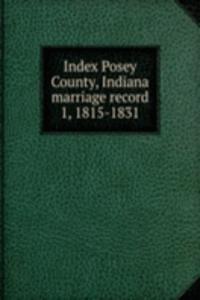 Index Posey
County, Indiana
marriage record
1, 1815-1831